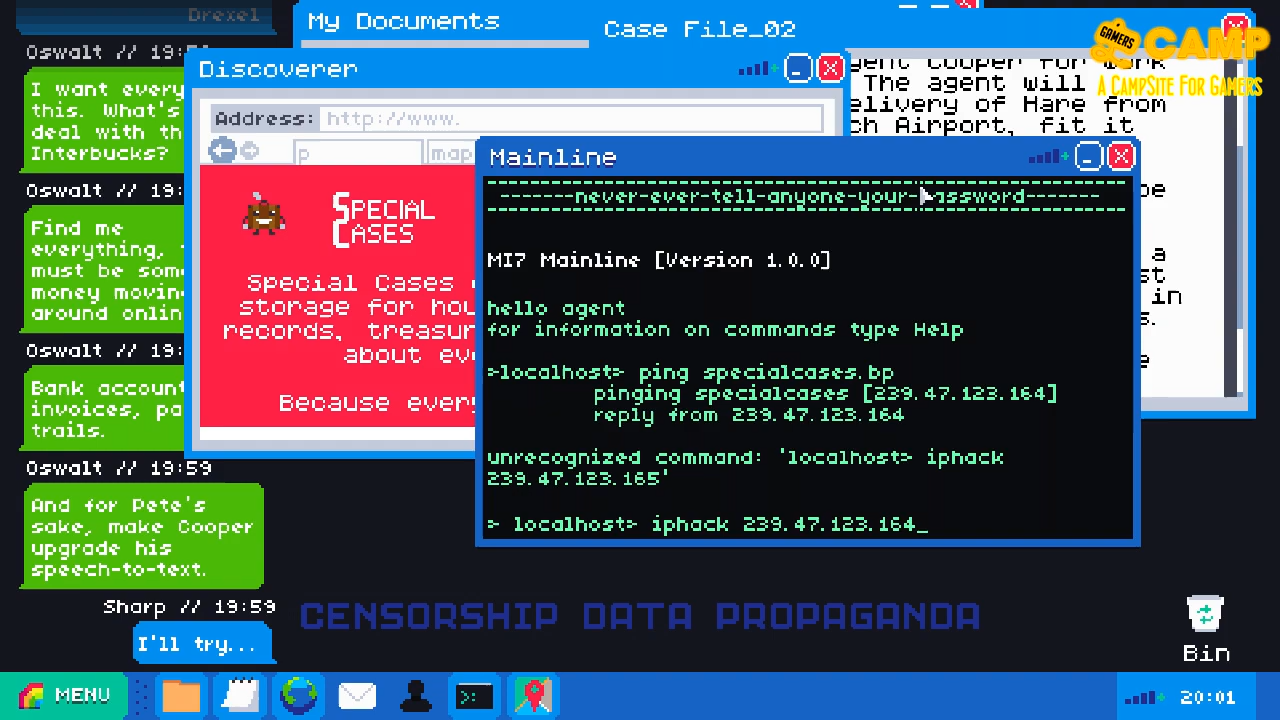 Drexel
Oswalt // 19:5
I want every
this. What's
deal with th
Interbucks?
Oswalt // 19:
Find me
everything,
must be som
money movin
around onlin
Oswalt // 19:
Bank account
invoices, pa
trails.
Oswalt // 19:59
And for Pete's
sake, make Cooper
upgrade his
speech-to-text.
Sharp // 19:59
I'll try...
My Documents
Case File_02
GAMERS CAMP
A CAMPSITE FOR GAMERS
gent Cooper for work
The agent will
elivery of Hare from
ch Airport, fit it
be
a
st
in
s.
Discoverer
Address: http://www.
p
map
SPECIAL
CASES
Special Cases
storage for hou
records, treasur
about eve
Because every
Mainline
-------never-ever-tell-anyone-your-password-------
MI7 Mainline [Version 1.0.0]
hello agent
for information on commands type Help
>localhost> ping specialcases.bp
pinging specialcases [239.47.123.164]
reply from 239.47.123.164
unrecognized command: 'localhost> iphack
239.47.123.165'
> localhost> iphack 239.47.123.164_
CENSORSHIP DATA PROPAGANDA
Bin
MENU
20:01